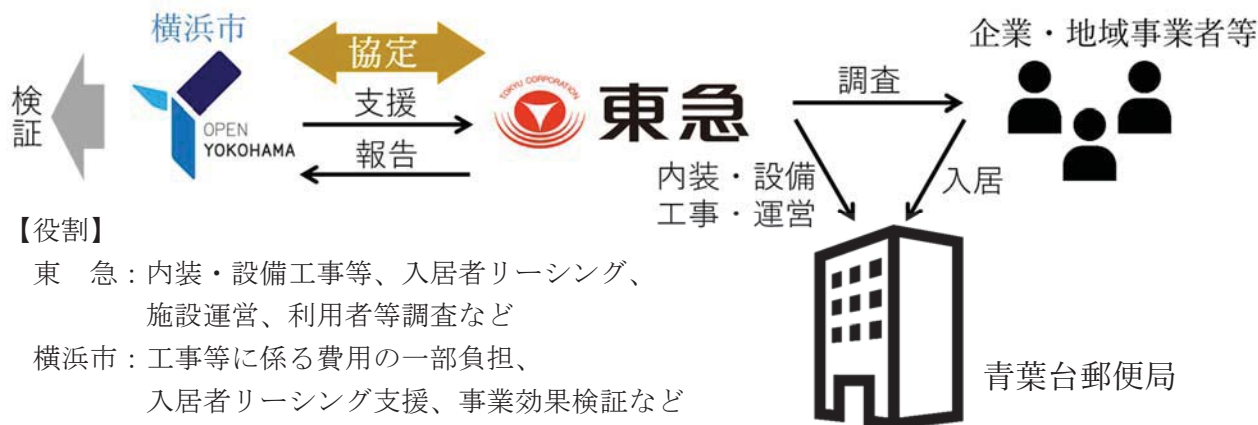 横浜市
協定
企業・地域事業者等
検証
OPEN
YOKOHAMA
支援
報告
TOKYU CORPORATION
東急
調査
内装・設備
工事・運営
入居
【役割】
東　急：内装・設備工事等、入居者リーシング、
施設運営、利用者等調査など
横浜市：工事等に係る費用の一部負担、
入居者リーシング支援、事業効果検証など
青葉台郵便局